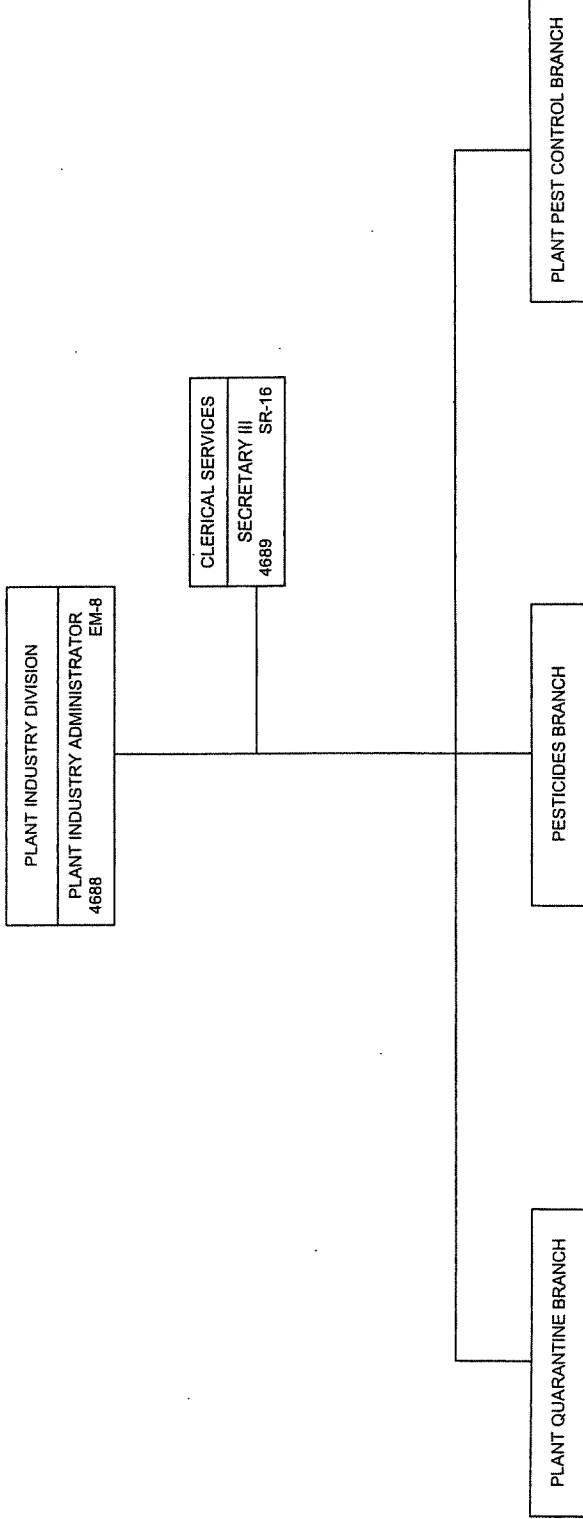 PLANT INDUSTRY DIVISION
PLANT INDUSTRY ADMINISTRATOR
4688 EM-8
CLERICAL SERVICES
SECRETARY III
4689 SR-16
PLANT QUARANTINE BRANCH
PESTICIDES BRANCH
PLANT PEST CONTROL BRANCH